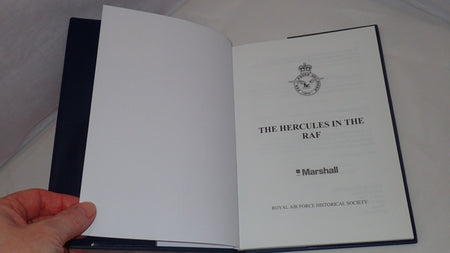 THE HERCULES IN THE
RAF
Marshall
ROYAL AIR FORCE HISTORICAL SOCIETY